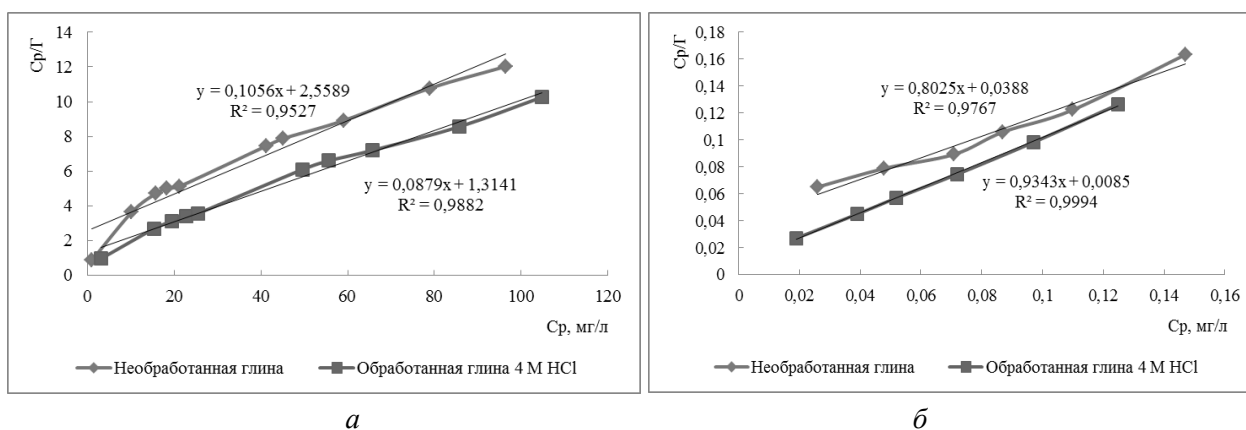 Ср/Г
14
12
10
8
6
4
2
0
y = 0,1056x + 2,5589
R² = 0,9527
y = 0,0879x + 1,3141
R² = 0,9882
0 20 40 60 80 100 120
Ср, мг/л
Необработанная глина Обработанная глина 4 М HCl
а
Ср/Г
0,18
0,16
0,14
0,12
0,1
0,08
0,06
0,04
0,02
0
y = 0,8025x + 0,0388
R² = 0,9767
y = 0,9343x + 0,0085
R² = 0,9994
0 0,02 0,04 0,06 0,08 0,1 0,12 0,14 0,16
Ср, мг/л
Необработанная глина Обработанная глина 4 М HCl
б